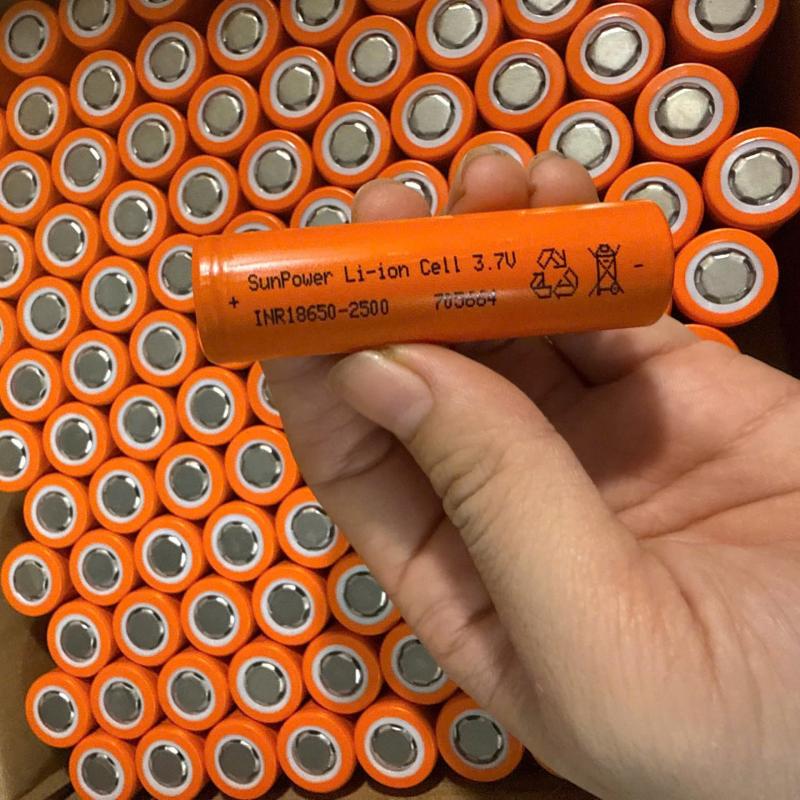 + SunPower Li-ion Cell 3.7V -
INR18650-2500